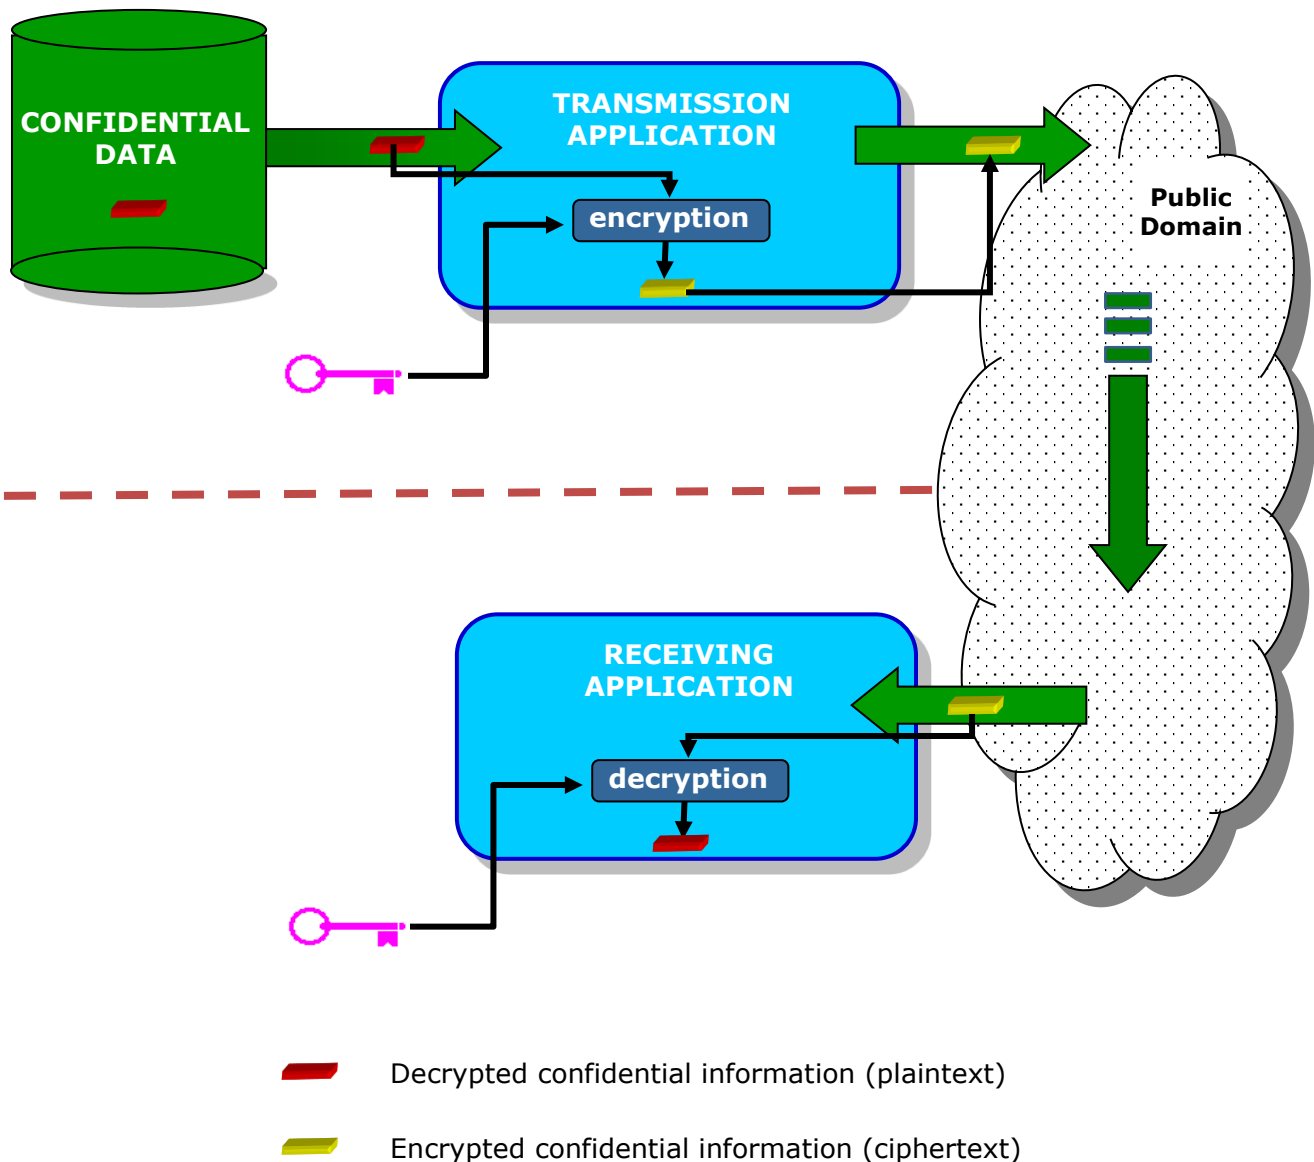 CONFIDENTIAL
DATA
TRANSMISSION
APPLICATION
encryption
Public
Domain
RECEIVING
APPLICATION
decryption
Decrypted confidential information (plaintext)
Encrypted confidential information (ciphertext)